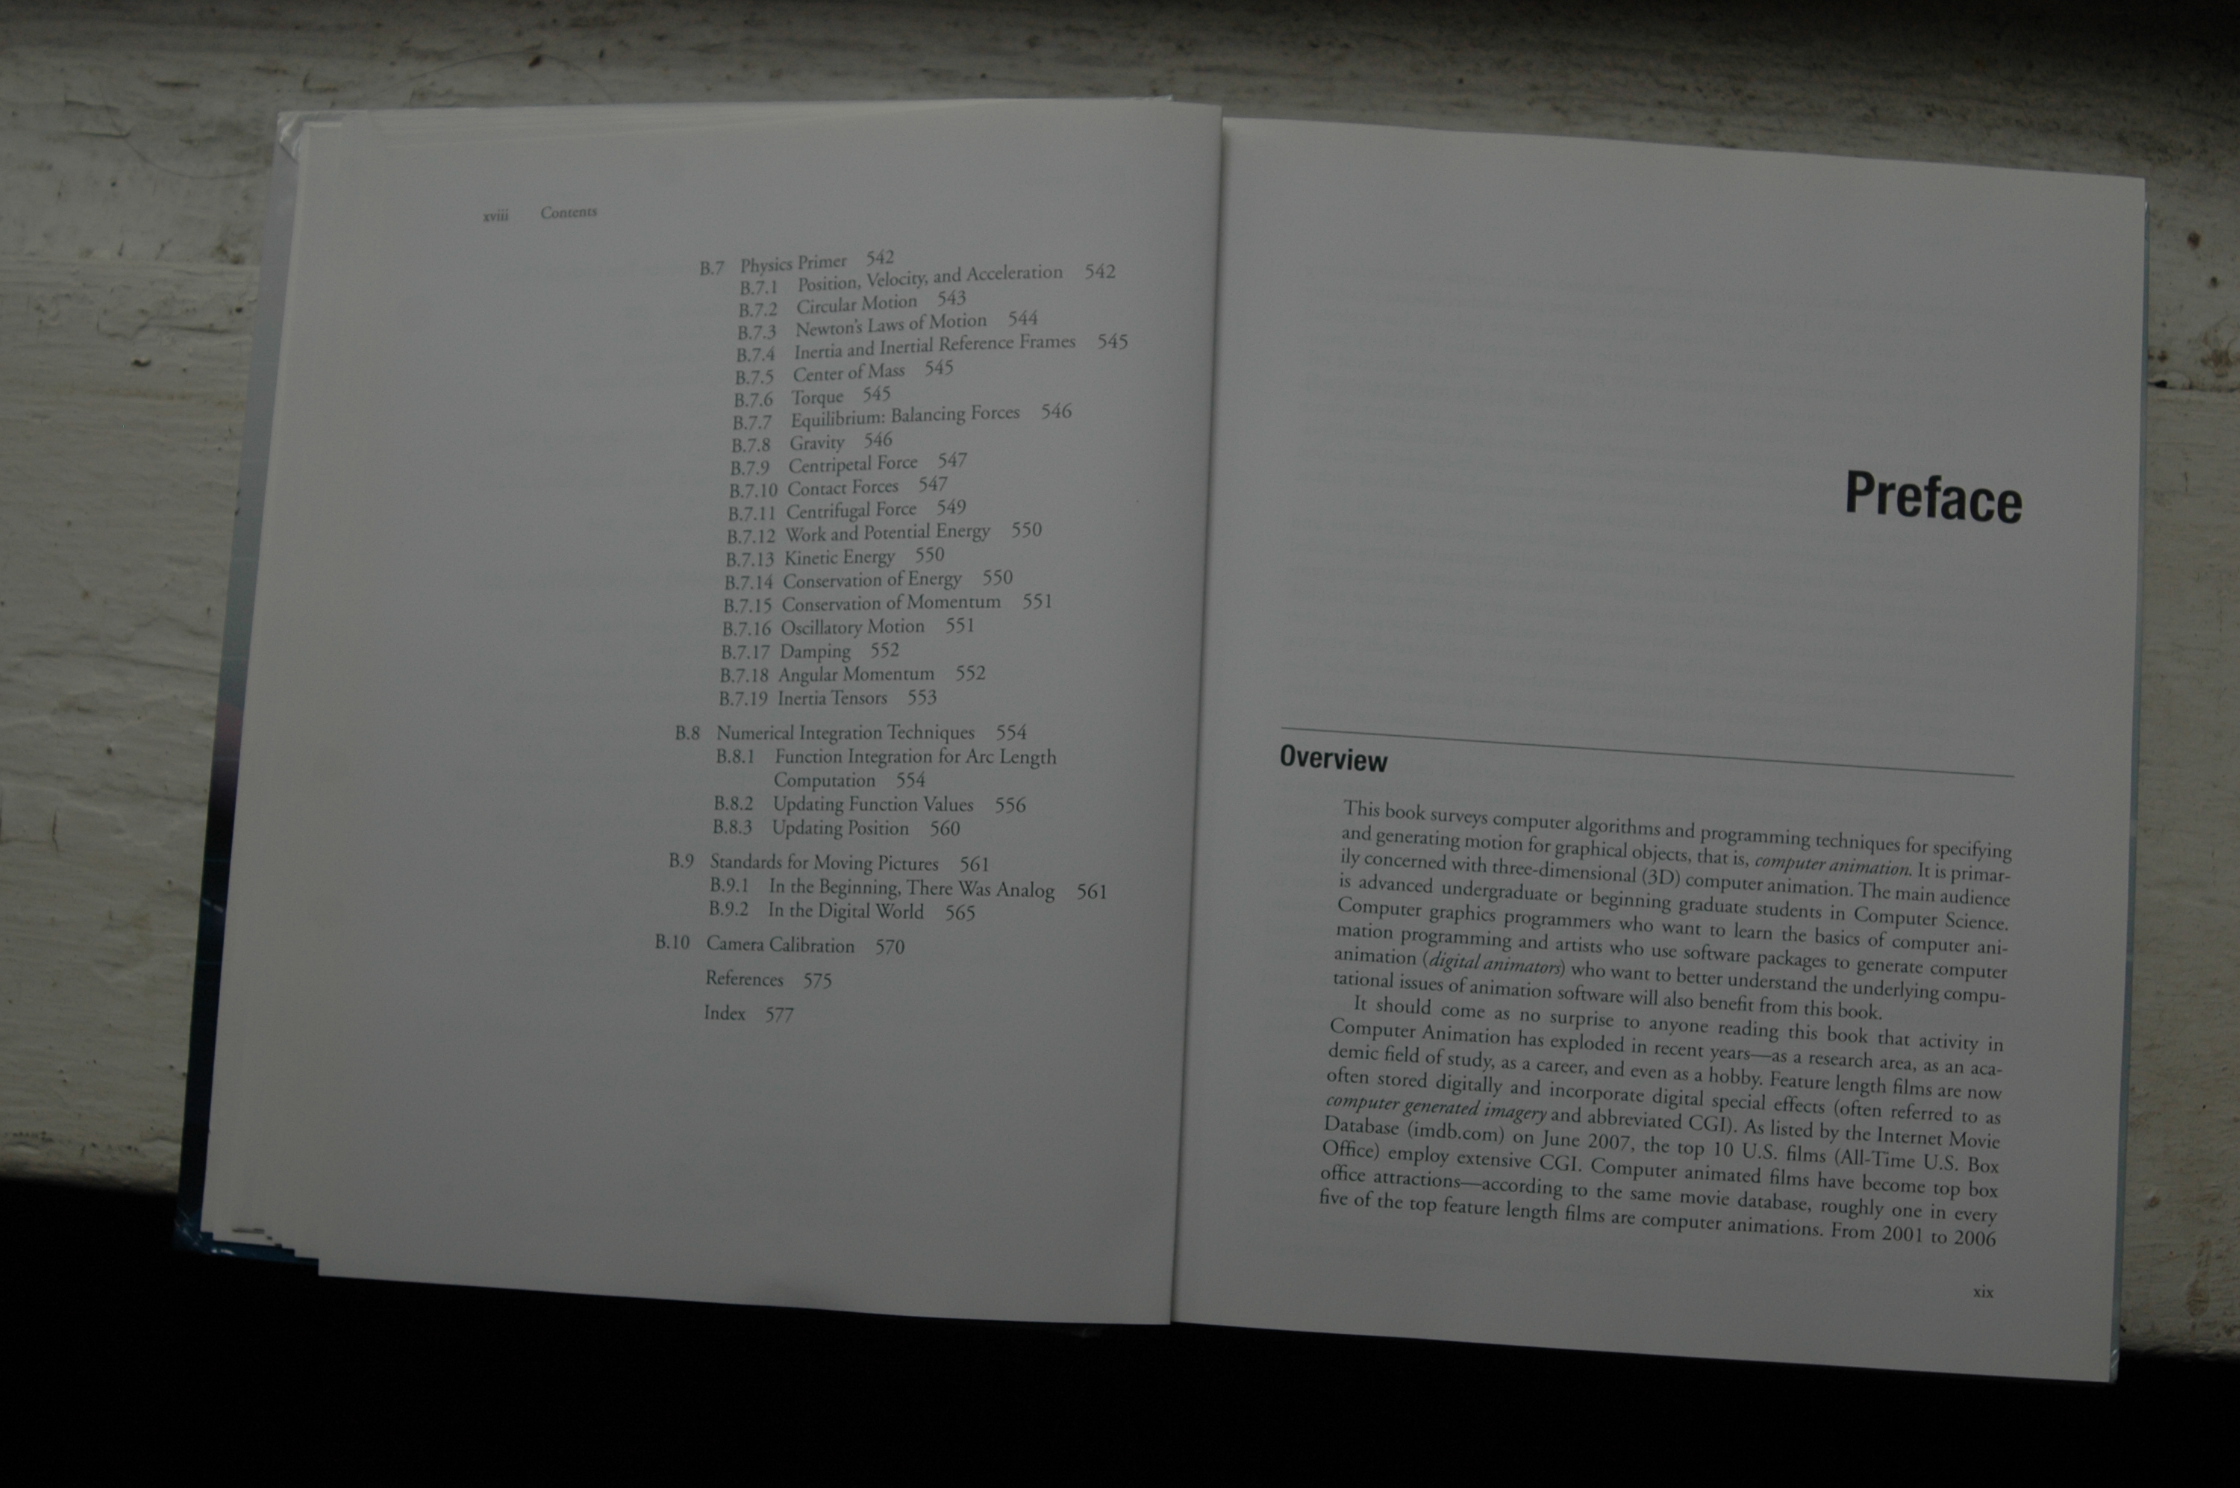 xviii Contents
B.7 Physics Primer 542
B.7.1 Position, Velocity, and Acceleration 542
B.7.2 Circular Motion 543
B.7.3 Newton's Laws of Motion 544
B.7.4 Inertia and Inertial Reference Frames 545
B.7.5 Center of Mass 545
B.7.6 Torque 545
B.7.7 Equilibrium: Balancing Forces 546
B.7.8 Gravity 546
B.7.9 Centripetal Force 547
B.7.10 Contact Forces 547
B.7.11 Centrifugal Force 549
B.7.12 Work and Potential Energy 550
B.7.13 Kinetic Energy 550
B.7.14 Conservation of Energy 550
B.7.15 Conservation of Momentum 551
B.7.16 Oscillatory Motion 551
B.7.17 Damping 552
B.7.18 Angular Momentum 552
B.7.19 Inertia Tensors 553
B.8 Numerical Integration Techniques 554
B.8.1 Function Integration for Arc Length
Computation 554
B.8.2 Updating Function Values 556
B.8.3 Updating Position 560
B.9 Standards for Moving Pictures 561
B.9.1 In the Beginning, There Was Analog 561
B.9.2 In the Digital World 565
B.10 Camera Calibration 570
References 575
Index 577
Preface
Overview
This book surveys computer algorithms and programming techniques for specifying
and generating motion for graphical objects, that is, computer animation. It is primar-
ily concerned with three-dimensional (3D) computer animation. The main audience
is advanced undergraduate or beginning graduate students in Computer Science.
Computer graphics programmers who want to learn the basics of computer ani-
mation programming and artists who use software packages to generate computer
animation (digital animators) who want to better understand the underlying compu-
tational issues of animation software will also benefit from this book.
It should come as no surprise to anyone reading this book that activity in
Computer Animation has exploded in recent years—as a research area, as an aca-
demic field of study, as a career, and even as a hobby. Feature length films are now
often stored digitally and incorporate digital special effects (often referred to as
computer generated imagery and abbreviated CGI). As listed by the Internet Movie
Database (imdb.com) on June 2007, the top 10 U.S. films (All-Time U.S. Box
Office) employ extensive CGI. Computer animated films have become top box
office attractions—according to the same movie database, roughly one in every
five of the top feature length films are computer animations. From 2001 to 2006
xix